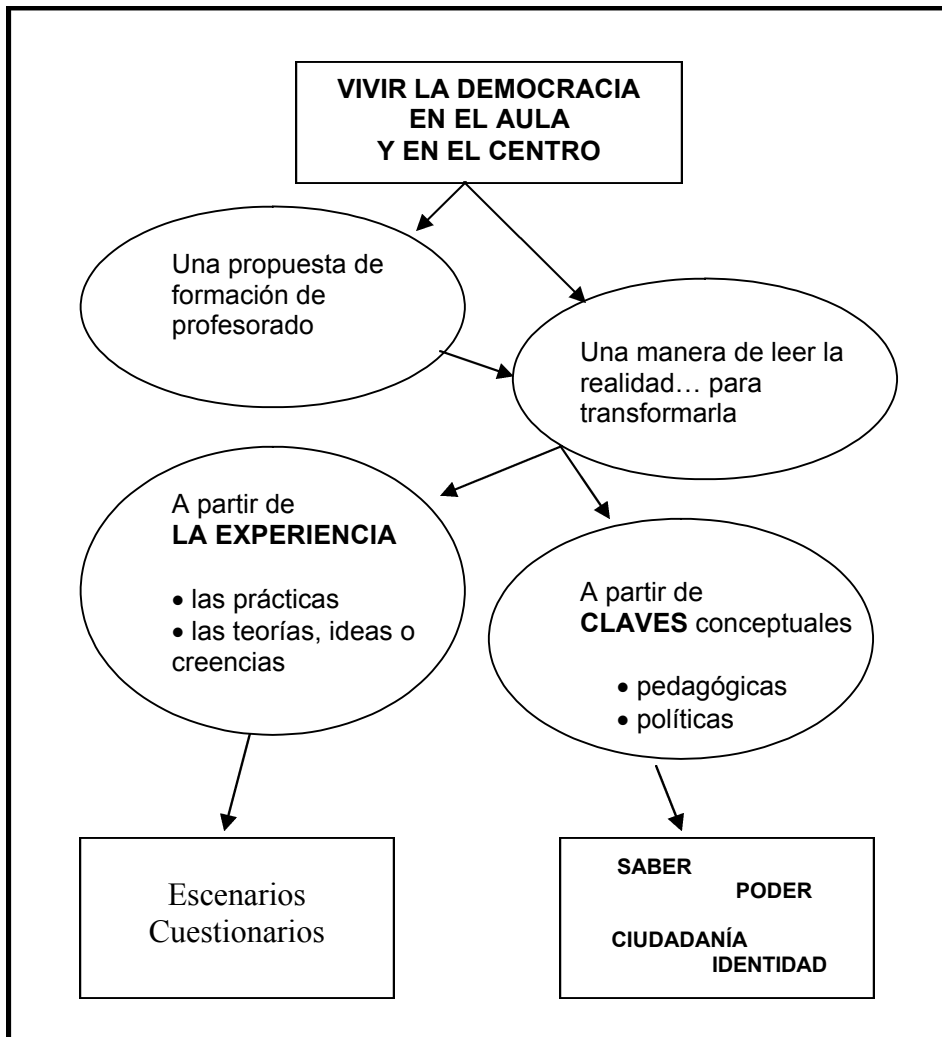 VIVIR LA DEMOCRACIA
EN EL AULA
Y EN EL CENTRO
Una propuesta de
formación de
profesorado
Una manera de leer la
realidad… para
transformarla
A partir de
LA EXPERIENCIA
• las prácticas
• las teorías, ideas o
creencias
A partir de
CLAVES conceptuales
• pedagógicas
• políticas
Escenarios
Cuestionarios
SABER
PODER
CIUDADANÍA
IDENTIDAD